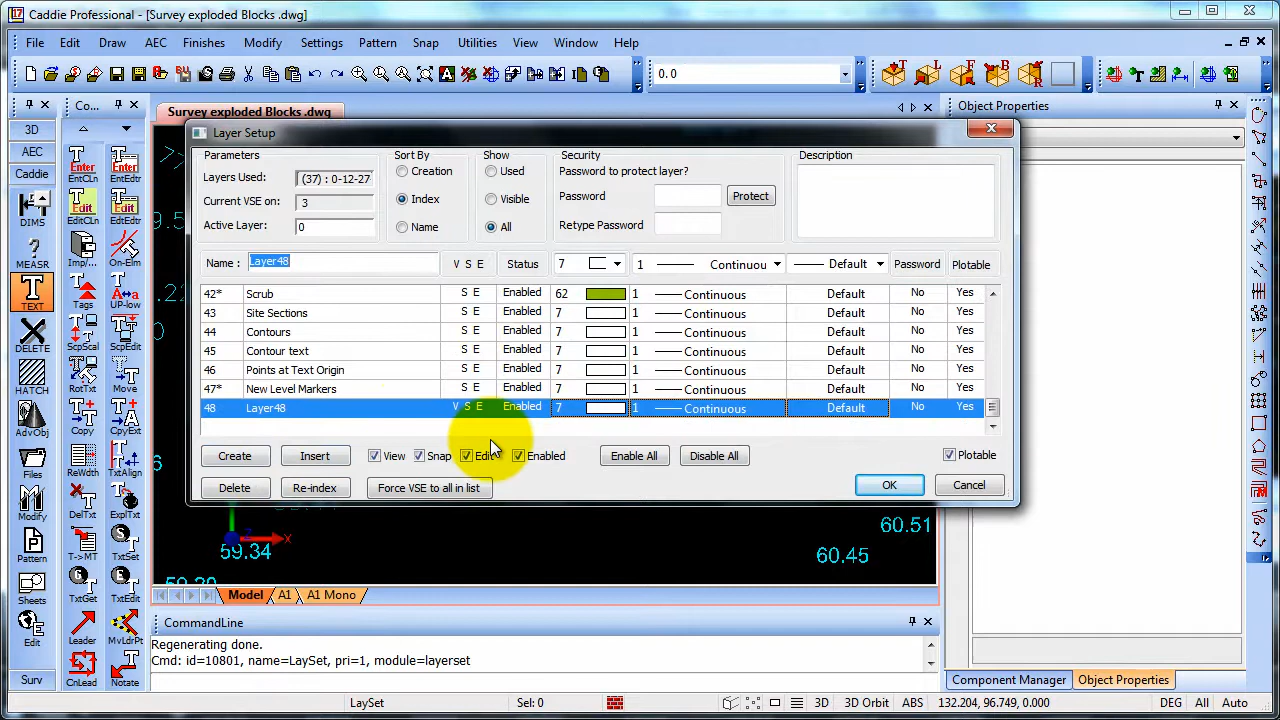 Caddie Professional - [Survey exploded Blocks .dwg]
File Edit Draw AEC Finishes Modify Settings Pattern Snap Utilities View Window Help
0. 0
Co...
Survey exploded Blocks .dwg
Object Properties
3D
AEC
Caddie
DIMS
MEASR
TEXT
DELETE
HATCH
AdvObj
Files
Modify
Pattern
Sheets
Edit
Surv
EntCLn EntEdtr
EditCLn EdtEdtr
Imp/... On-Elm
Tags UpA-lo
ScpScal ScpEdit
RotTxt Move
Copy CpyExt
ReWdth TxtAlign
DelTxt ExpTxt
T->MT TxtSet
TxtGet TxtEdit
Leader MvLdrPt
CnLead Notate
Layer Setup
Parameters Sort By Show Security Description
Layers Used: (37) : 0-12-27 Creation Used Password to protect layer?
Current VSE on: 3 Index Visible Password Protect
Active Layer: 0 Name All Retype Password
Name : Layer48 V S E Status 7 1 Continuou Default Password Plotable
42* Scrub S E Enabled 62 1 Continuous Default No Yes
43 Site Sections S E Enabled 7 1 Continuous Default No Yes
44 Contours S E Enabled 7 1 Continuous Default No Yes
45 Contour text S E Enabled 7 1 Continuous Default No Yes
46 Points at Text Origin S E Enabled 7 1 Continuous Default No Yes
47* New Level Markers S E Enabled 7 1 Continuous Default No Yes
48 Layer48 V S E Enabled 7 1 Continuous Default No Yes
Create Insert View Snap Edit Enabled Enable All Disable All Plotable
Delete Re-index Force VSE to all in list OK Cancel
60.51
59.34
60.45
X
Model A1 A1 Mono
CommandLine
Regenerating done.
Cmd: id=10801, name=LaySet, pri=1, module=layerset
Component Manager Object Properties
LaySet Sel: 0 3D 3D Orbit ABS 132.204, 96.749, 0.000 DEG All Auto